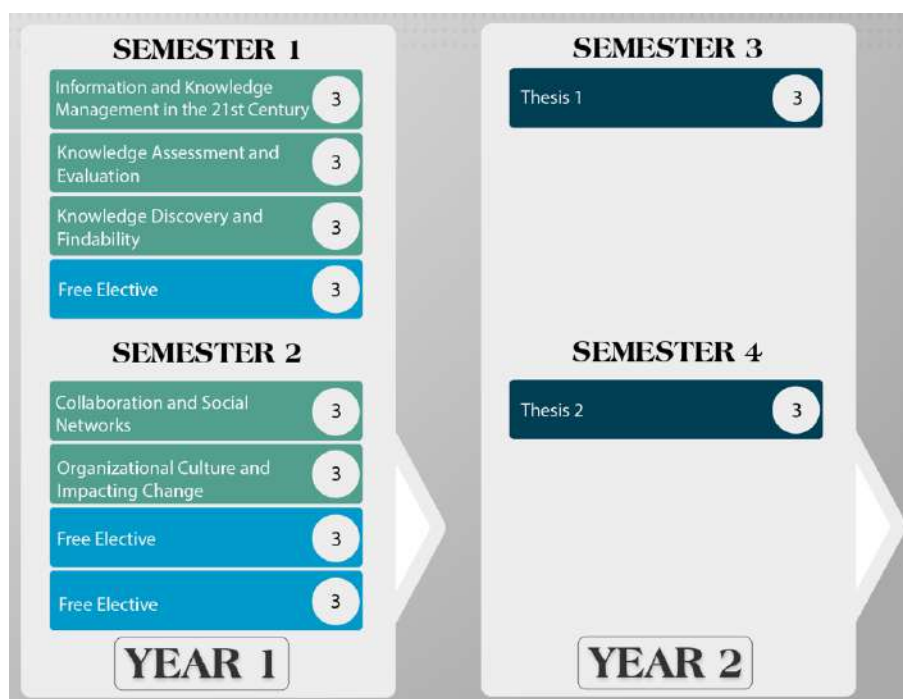 SEMESTER 1
Information and Knowledge
Management in the 21st Century
3
Knowledge Assessment and
Evaluation
3
Knowledge Discovery and
Findability
3
Free Elective
3
SEMESTER 2
Collaboration and Social
Networks
3
Organizational Culture and
Impacting Change
3
Free Elective
3
Free Elective
3
YEAR 1
SEMESTER 3
Thesis 1
3
SEMESTER 4
Thesis 2
3
YEAR 2